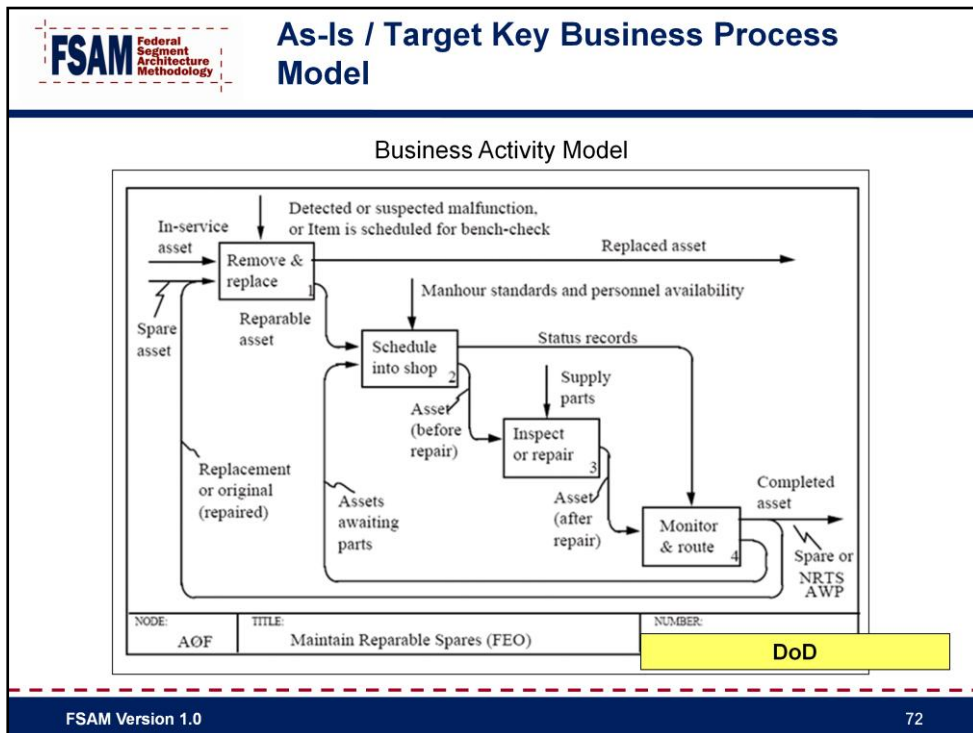 FSAM Federal
Segment
Architecture
Methodology
As-Is / Target Key Business Process
Model
Business Activity Model
Detected or suspected malfunction,
or Item is scheduled for bench-check
In-service
asset
Remove &
replace
1
Replaced asset
Spare
asset
Reparable
asset
Manhour standards and personnel availability
Schedule
into shop
2
Status records
Asset
(before
repair)
Supply
parts
Inspect
or repair
3
Replacement
or original
(repaired)
Assets
awaiting
parts
Asset
(after
repair)
Monitor
& route
4
Completed
asset
Spare or
NRTS
AWP
NODE:
AØF
TITLE:
Maintain Reparable Spares (FEO)
NUMBER:
DoD
FSAM Version 1.0
72